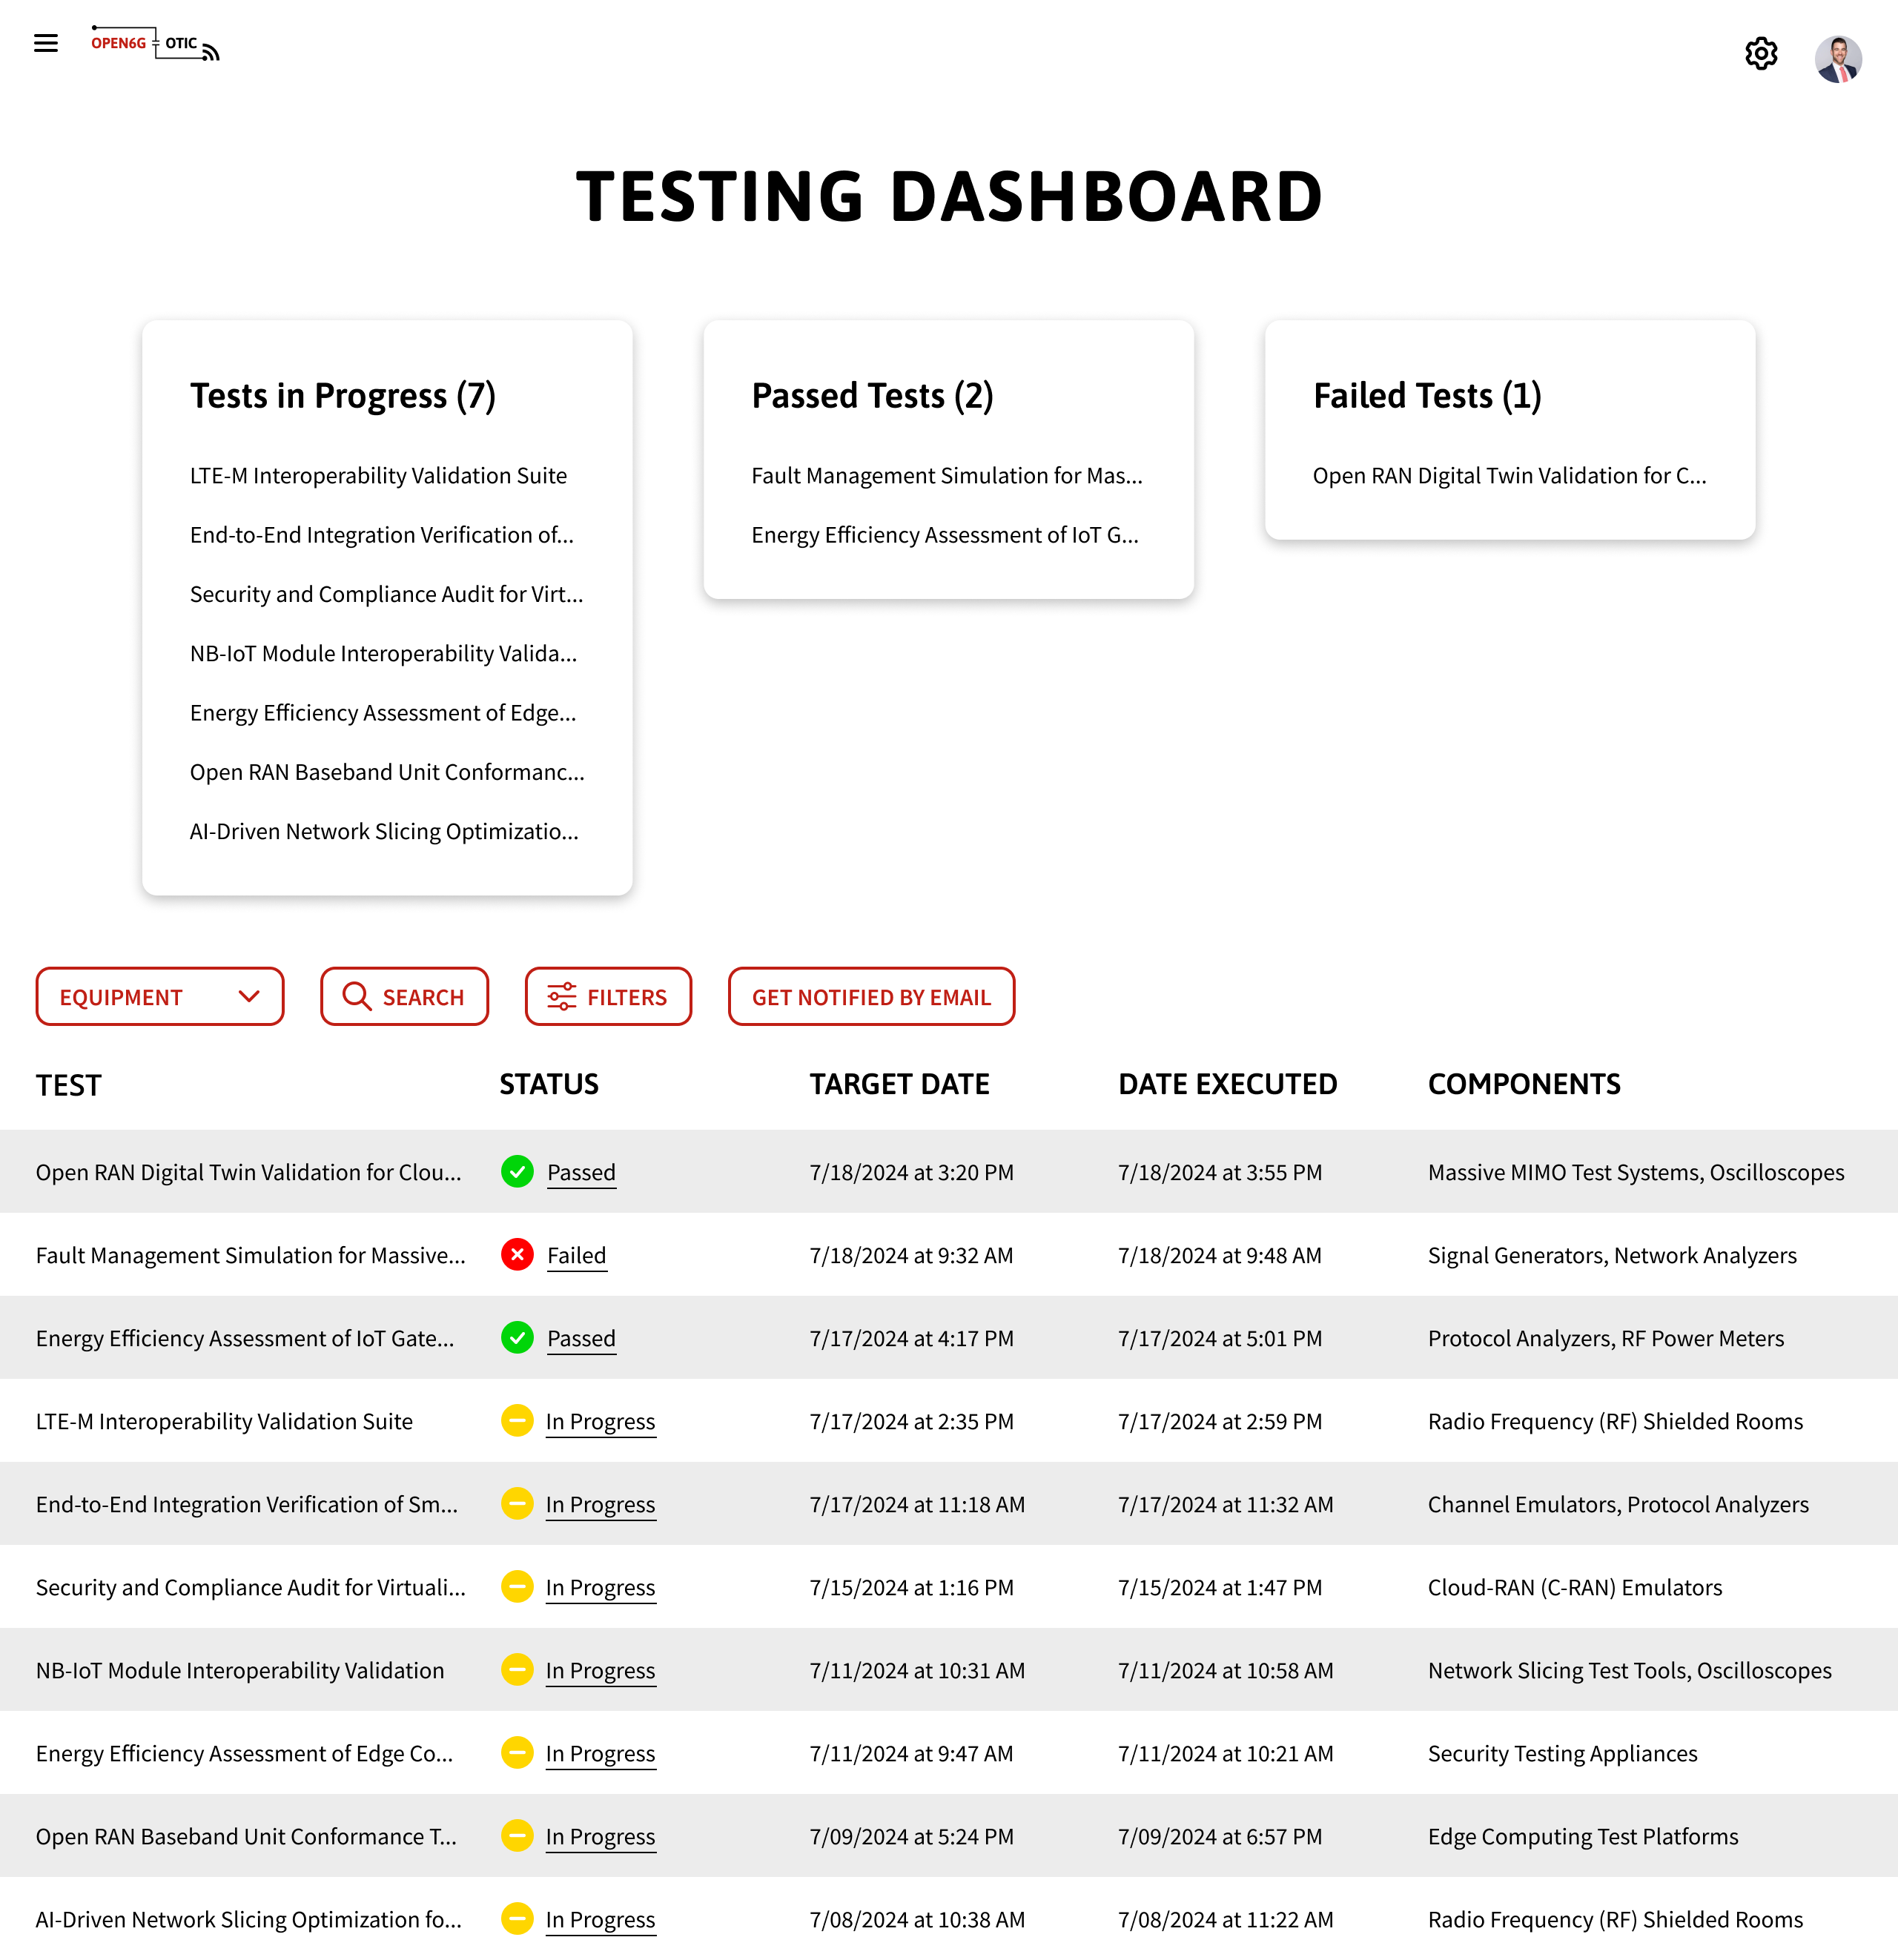 OPEN6G OTIC
TESTING DASHBOARD
Tests in Progress (7)
LTE-M Interoperability Validation Suite
End-to-End Integration Verification of...
Security and Compliance Audit for Virt...
NB-IoT Module Interoperability Valida...
Energy Efficiency Assessment of Edge...
Open RAN Baseband Unit Conformanc...
AI-Driven Network Slicing Optimizatio...
Passed Tests (2)
Fault Management Simulation for Mas...
Energy Efficiency Assessment of IoT G...
Failed Tests (1)
Open RAN Digital Twin Validation for C...
EQUIPMENT SEARCH FILTERS GET NOTIFIED BY EMAIL
TEST STATUS TARGET DATE DATE EXECUTED COMPONENTS
Open RAN Digital Twin Validation for Clou... Passed 7/18/2024 at 3:20 PM 7/18/2024 at 3:55 PM Massive MIMO Test Systems, Oscilloscopes
Fault Management Simulation for Massive... Failed 7/18/2024 at 9:32 AM 7/18/2024 at 9:48 AM Signal Generators, Network Analyzers
Energy Efficiency Assessment of IoT Gate... Passed 7/17/2024 at 4:17 PM 7/17/2024 at 5:01 PM Protocol Analyzers, RF Power Meters
LTE-M Interoperability Validation Suite In Progress 7/17/2024 at 2:35 PM 7/17/2024 at 2:59 PM Radio Frequency (RF) Shielded Rooms
End-to-End Integration Verification of Sm... In Progress 7/17/2024 at 11:18 AM 7/17/2024 at 11:32 AM Channel Emulators, Protocol Analyzers
Security and Compliance Audit for Virtuali... In Progress 7/15/2024 at 1:16 PM 7/15/2024 at 1:47 PM Cloud-RAN (C-RAN) Emulators
NB-IoT Module Interoperability Validation In Progress 7/11/2024 at 10:31 AM 7/11/2024 at 10:58 AM Network Slicing Test Tools, Oscilloscopes
Energy Efficiency Assessment of Edge Co... In Progress 7/11/2024 at 9:47 AM 7/11/2024 at 10:21 AM Security Testing Appliances
Open RAN Baseband Unit Conformance T... In Progress 7/09/2024 at 5:24 PM 7/09/2024 at 6:57 PM Edge Computing Test Platforms
AI-Driven Network Slicing Optimization fo... In Progress 7/08/2024 at 10:38 AM 7/08/2024 at 11:22 AM Radio Frequency (RF) Shielded Rooms